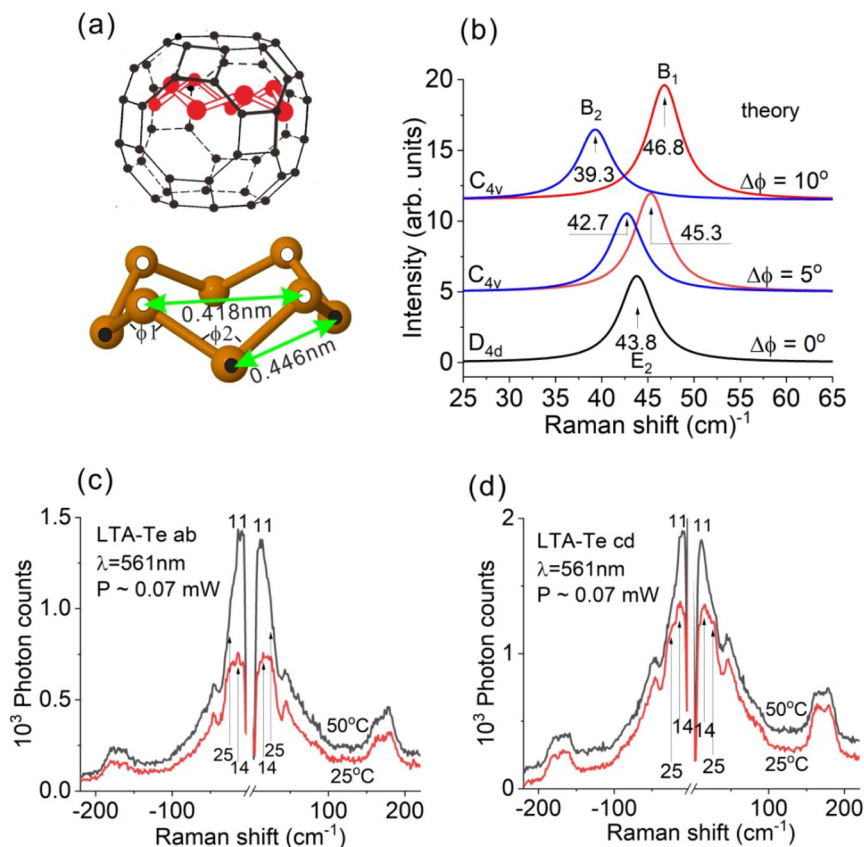 (a)
0.418nm
ϕ1
ϕ2
0.446nm
(b)
Intensity (arb. units)
20
15
10
5
0
B1
B2
theory
46.8
39.3
C4v
Δϕ = 10°
42.7
45.3
C4v
Δϕ = 5°
D4d
43.8
E2
Δϕ = 0°
25 30 35 40 45 50 55 60 65
Raman shift (cm)-1
(c)
10³ Photon counts
1.5
1.0
0.5
0.0
LTA-Te ab
λ=561nm
P ~ 0.07 mW
11 11
50°C
25°C
25 14 14 25
-200 -100 100 200
Raman shift (cm-1)
(d)
10³ Photon counts
2
1
0
LTA-Te cd
λ=561nm
P ~ 0.07 mW
11 11
50°C
25°C
14 14
25 25
-200 -100 100 200
Raman shift (cm-1)